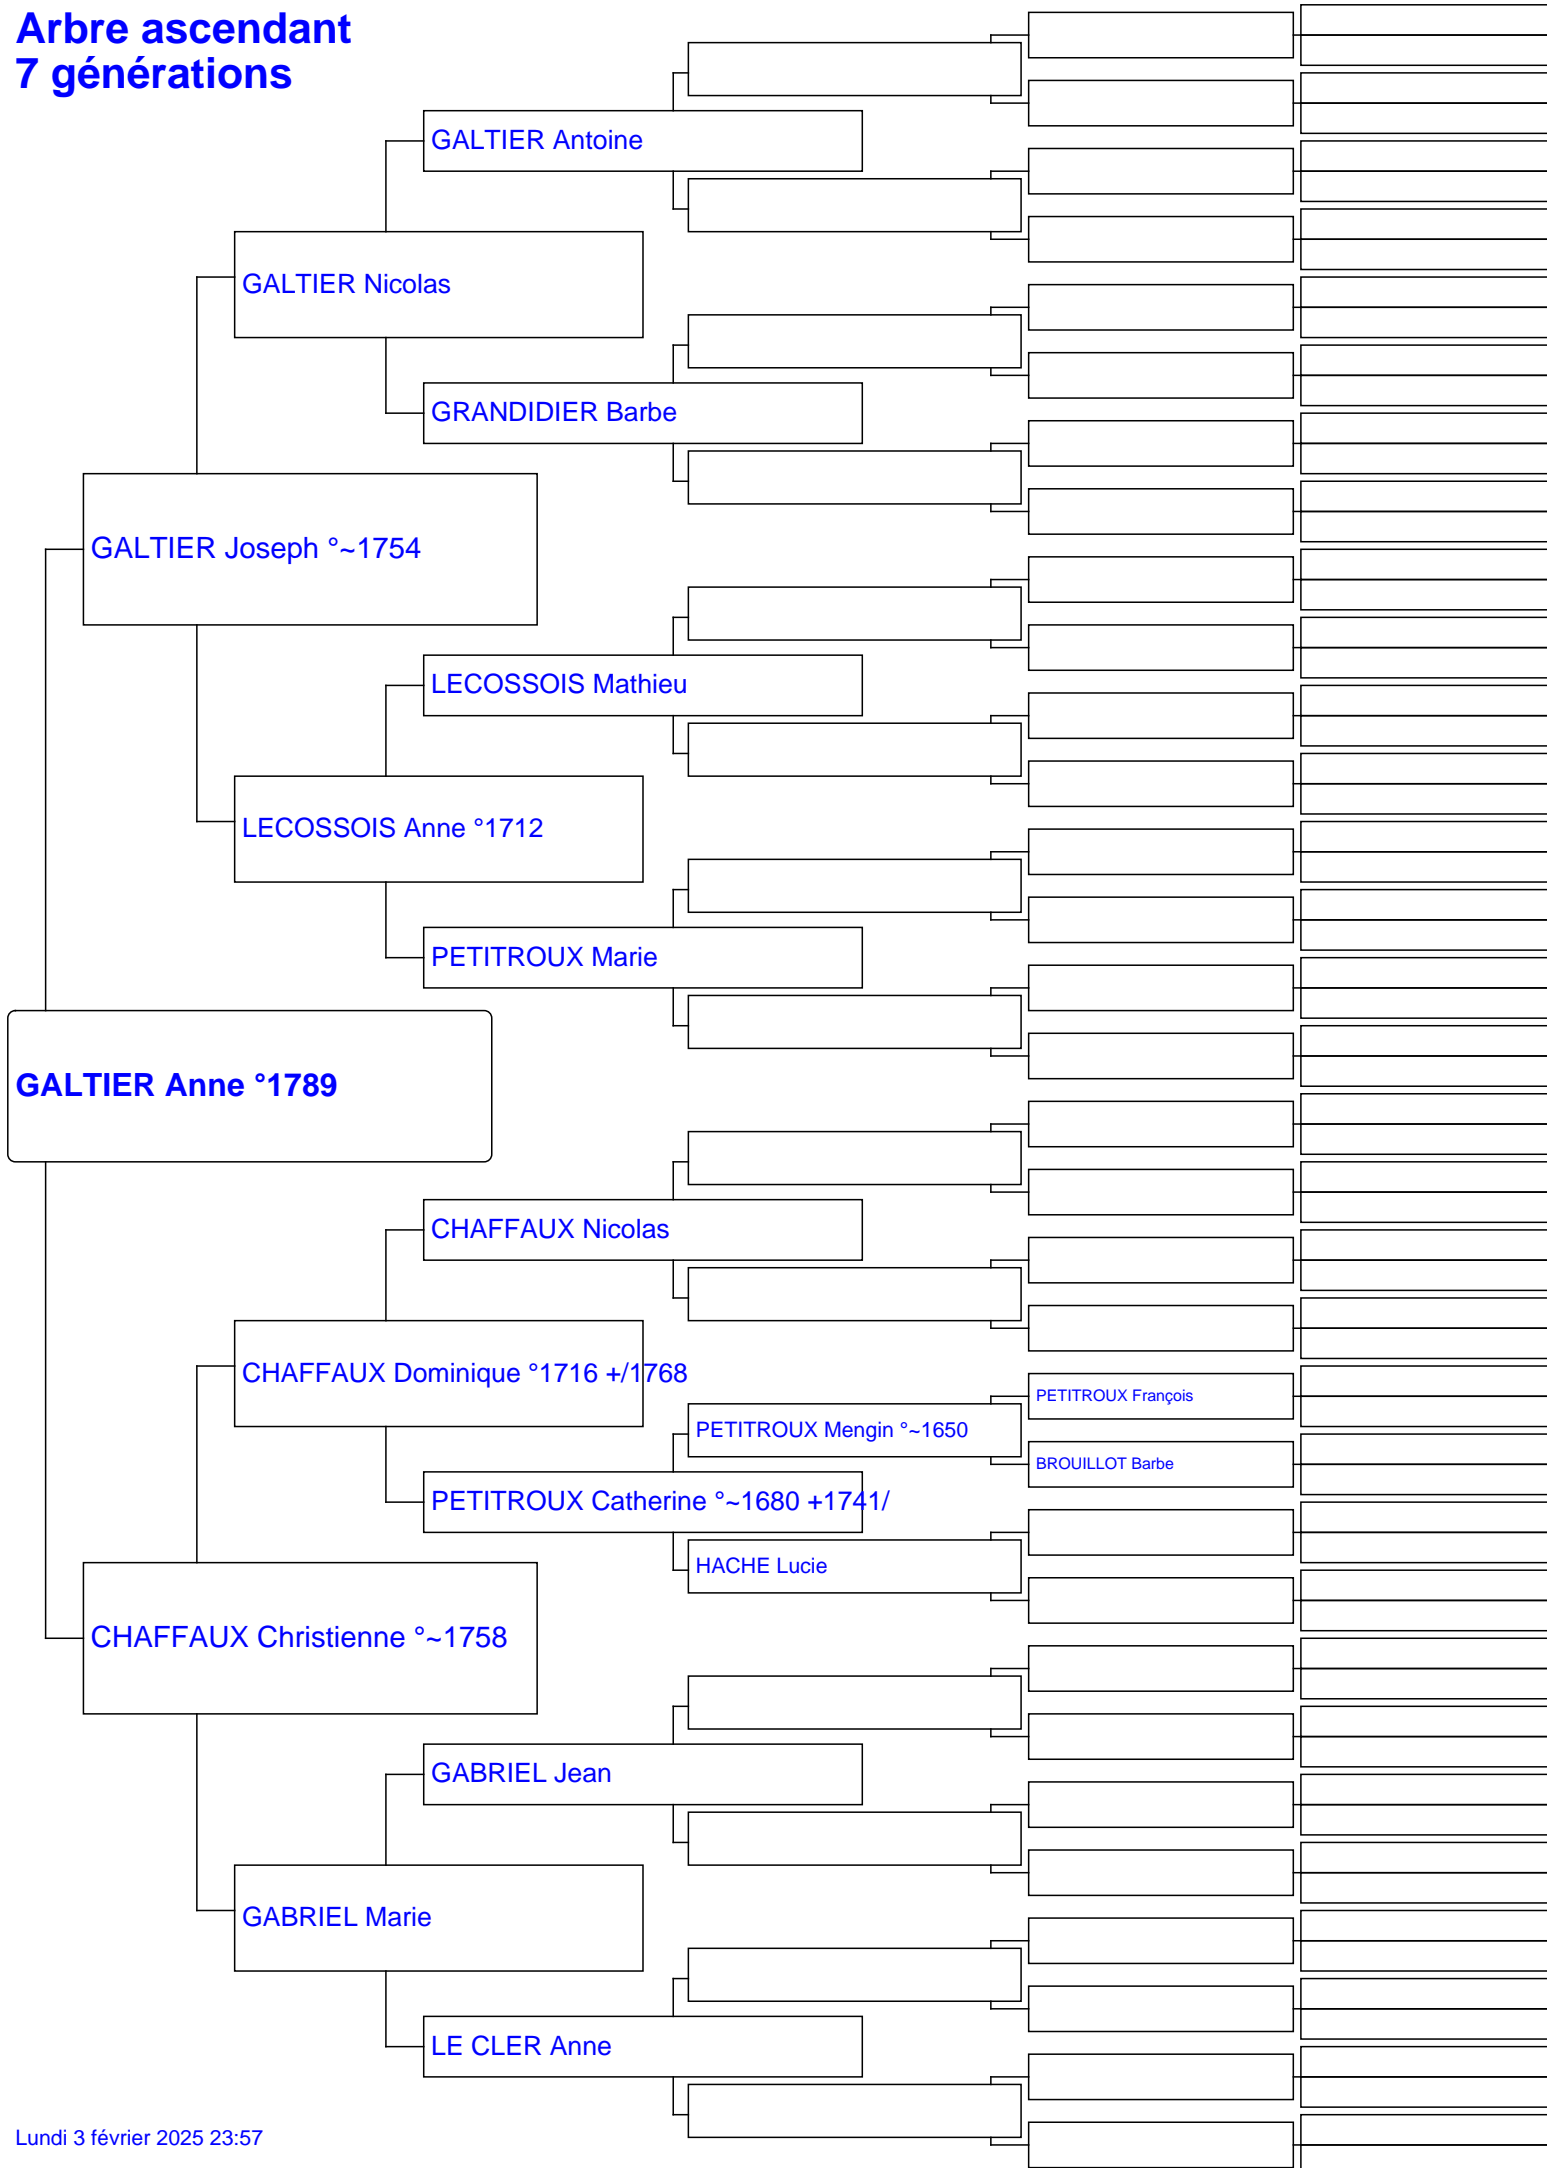 Arbre ascendant
7 générations
GALTIER Antoine
GALTIER Nicolas
GRANDIDIER Barbe
GALTIER Joseph °~1754
LECOSSOIS Mathieu
LECOSSOIS Anne °1712
PETITROUX Marie
GALTIER Anne °1789
CHAFFAUX Nicolas
CHAFFAUX Dominique °1716 +/1768
PETITROUX François
PETITROUX Mengin °~1650
BROUILLOT Barbe
PETITROUX Catherine °~1680 +1741/
HACHE Lucie
CHAFFAUX Christienne °~1758
GABRIEL Jean
GABRIEL Marie
LE CLER Anne
Lundi 3 février 2025 23:57